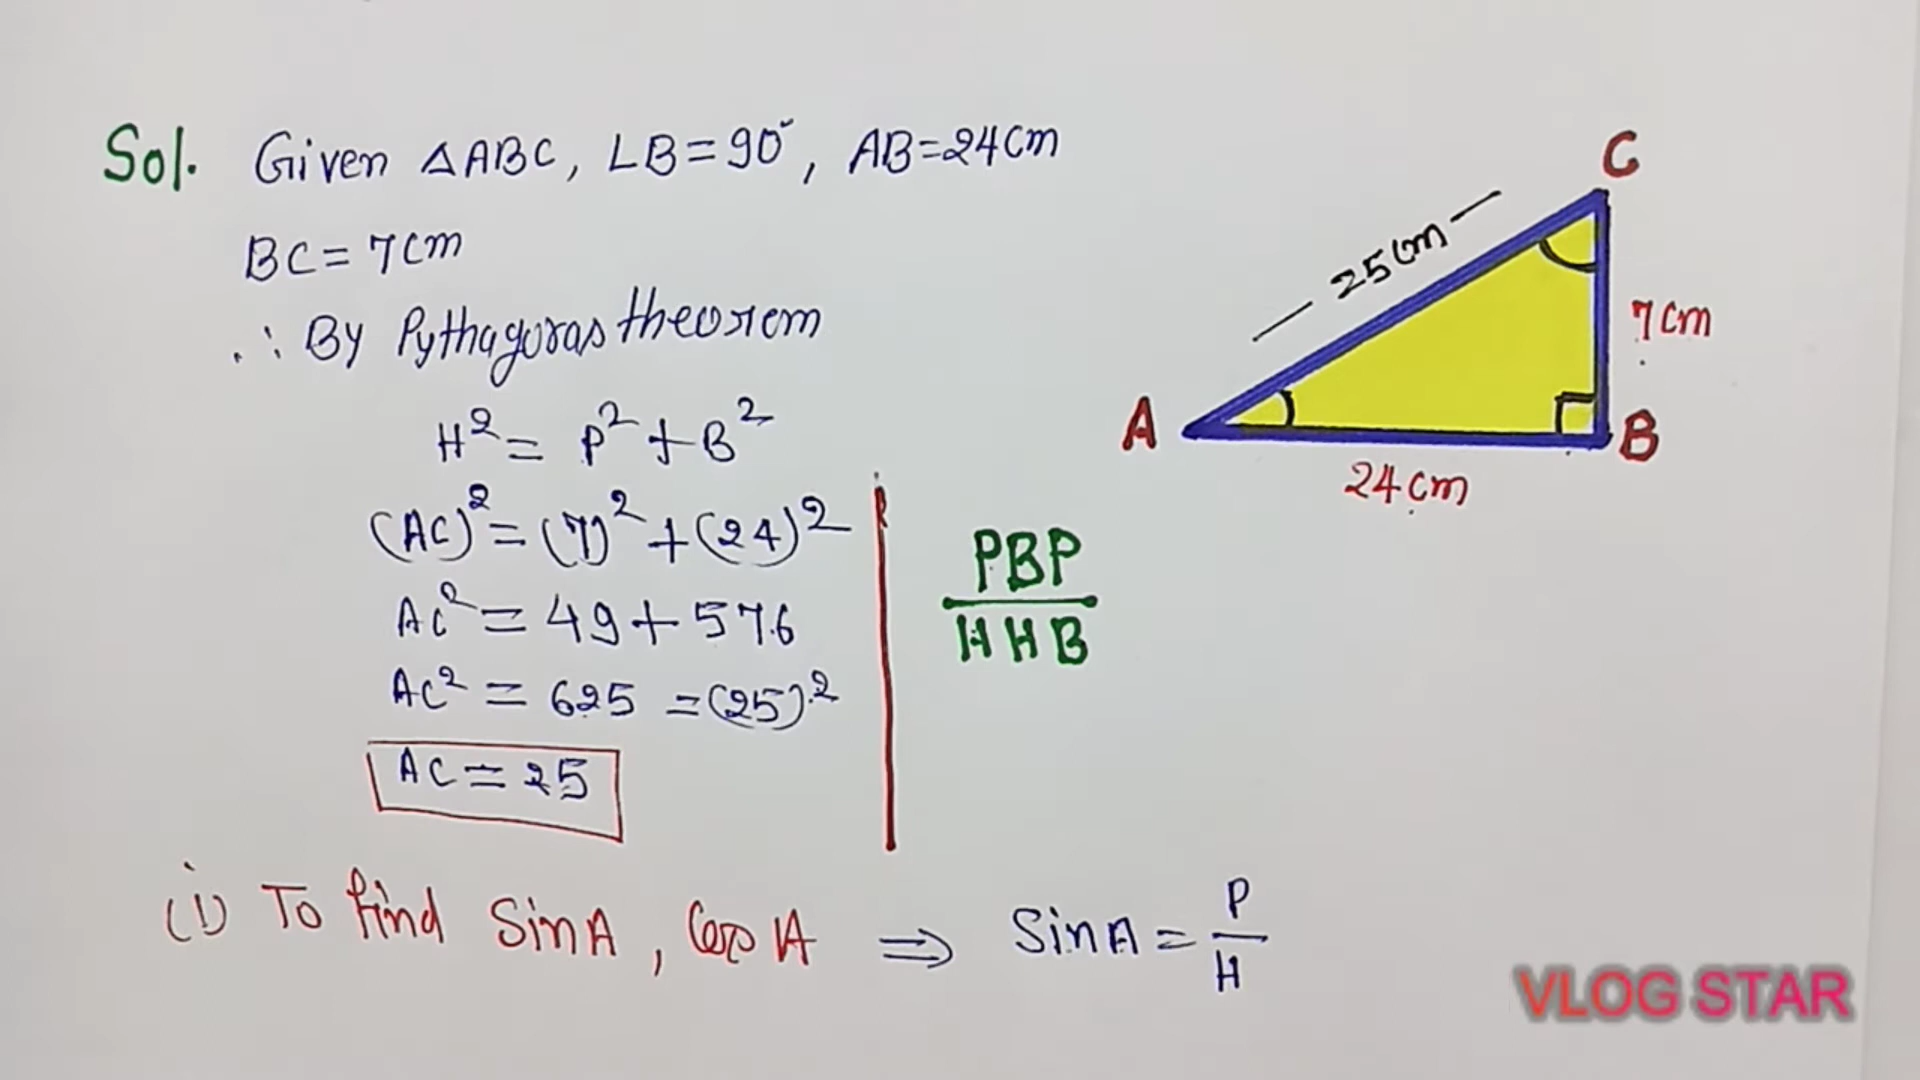 Sol. Given △ABC, ∠B=90°, AB=24cm
BC=7cm
∴ By Pythagoras theorem
H²= P²+B²
(AC)²=(7)²+(24)²
AC²=49+576
AC²=625=(25)²
AC=25
PBP
HHB
C
25cm
7cm
A
B
24cm
(i) To find SinA, Cos A ⇒ SinA=P/H
VLOG STAR